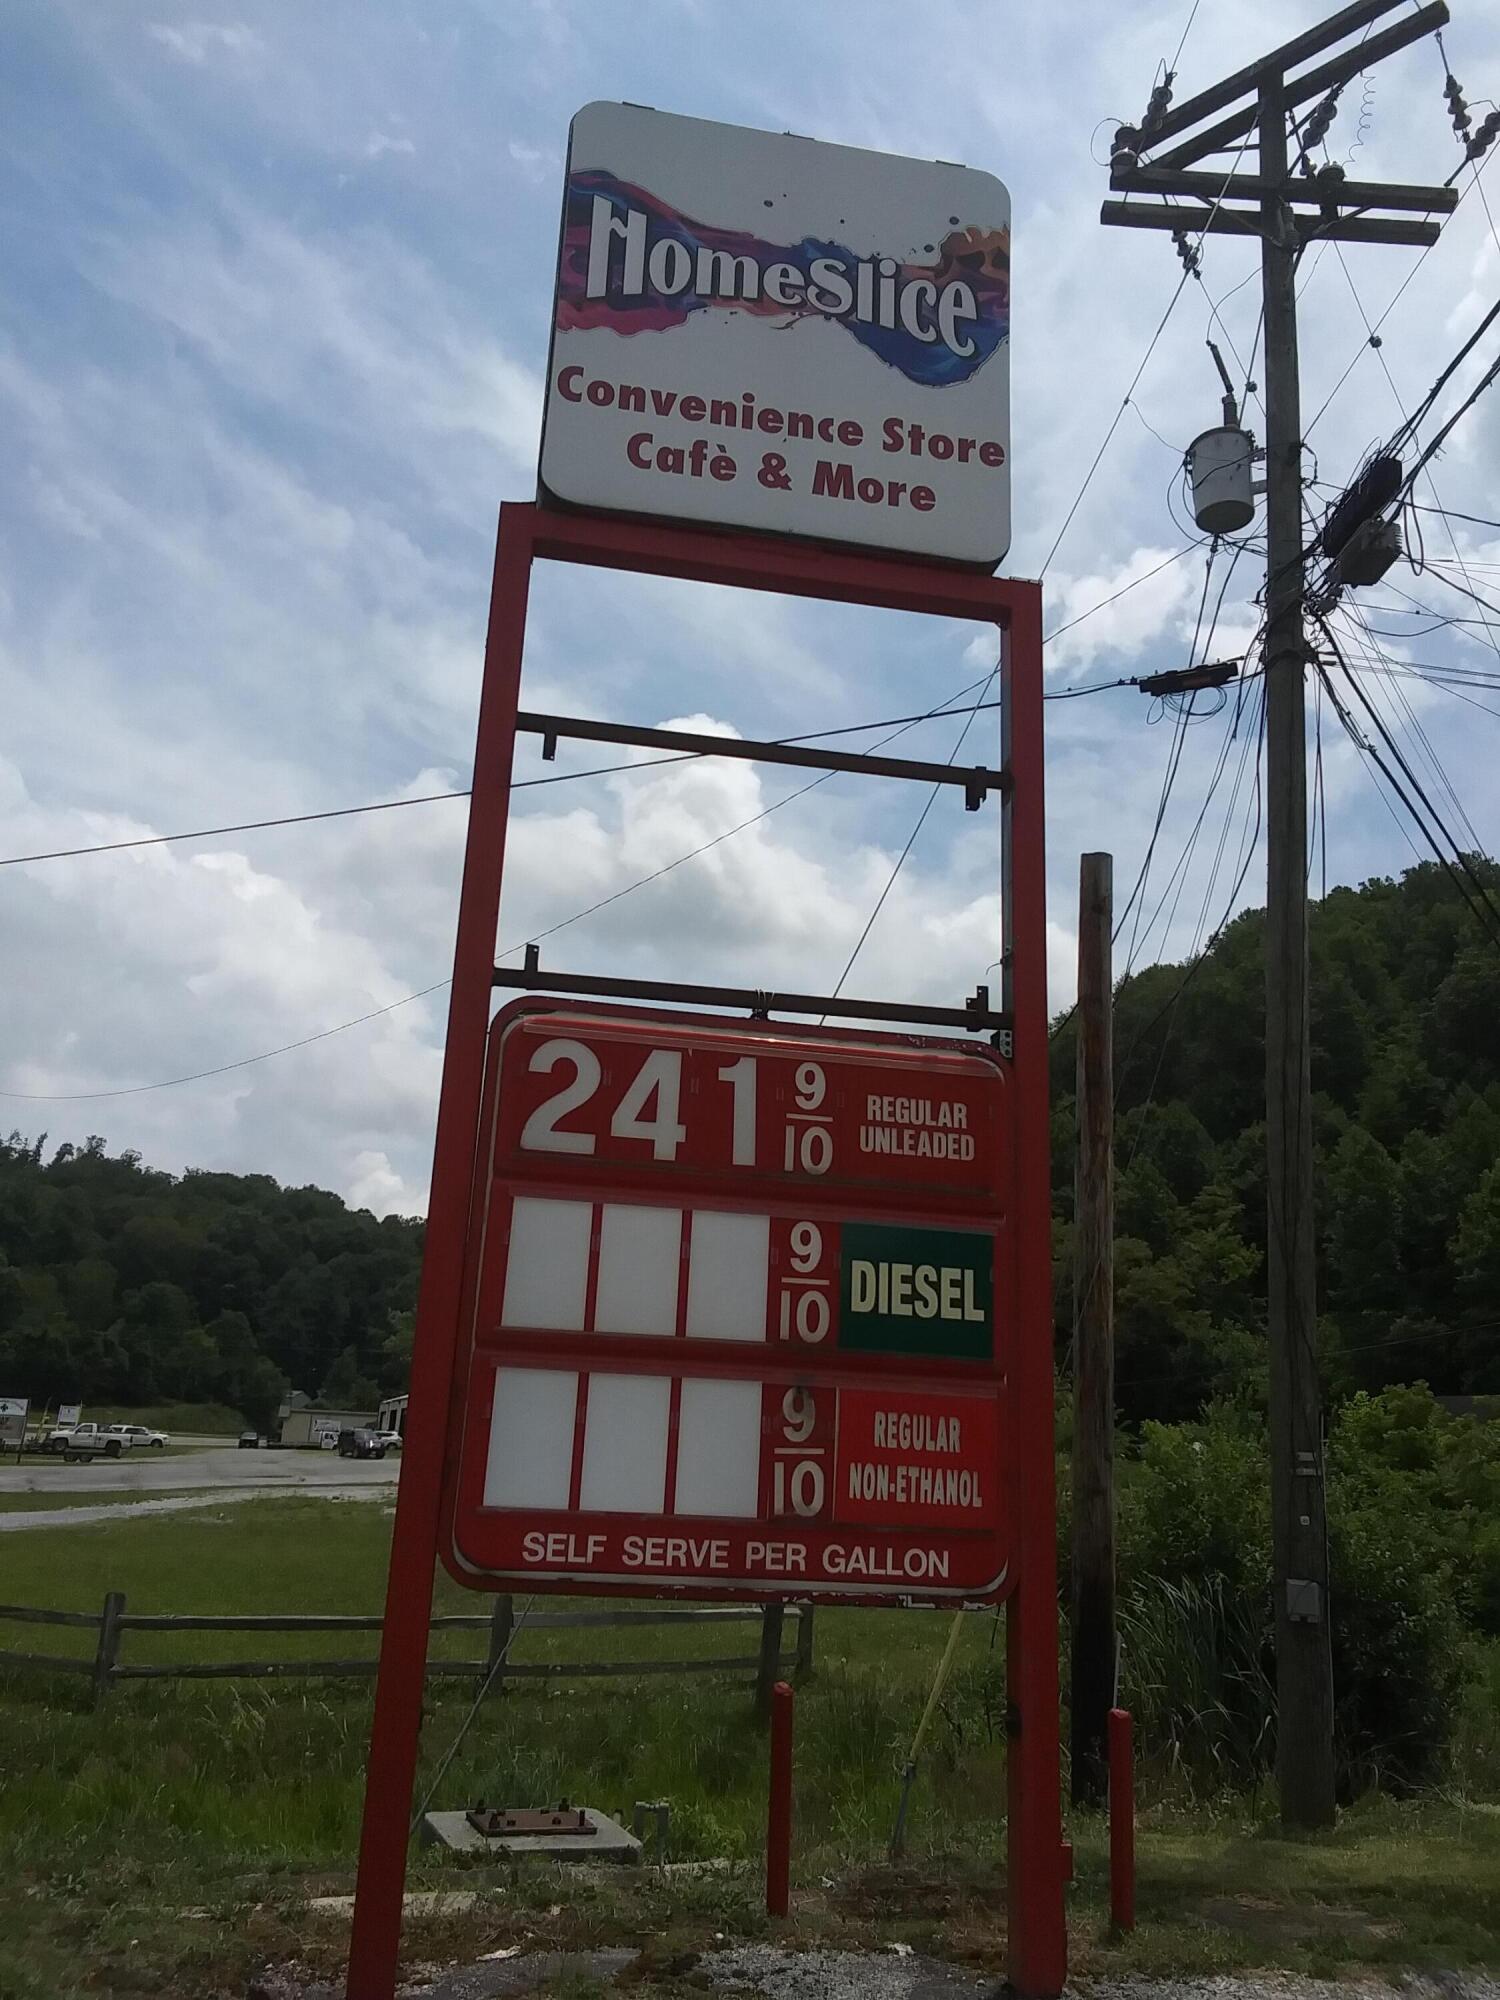 HomeSlice
Convenience Store
Cafè & More
241 9/10 REGULAR
UNLEADED
9/10 DIESEL
9/10 REGULAR
NON-ETHANOL
SELF SERVE PER GALLON